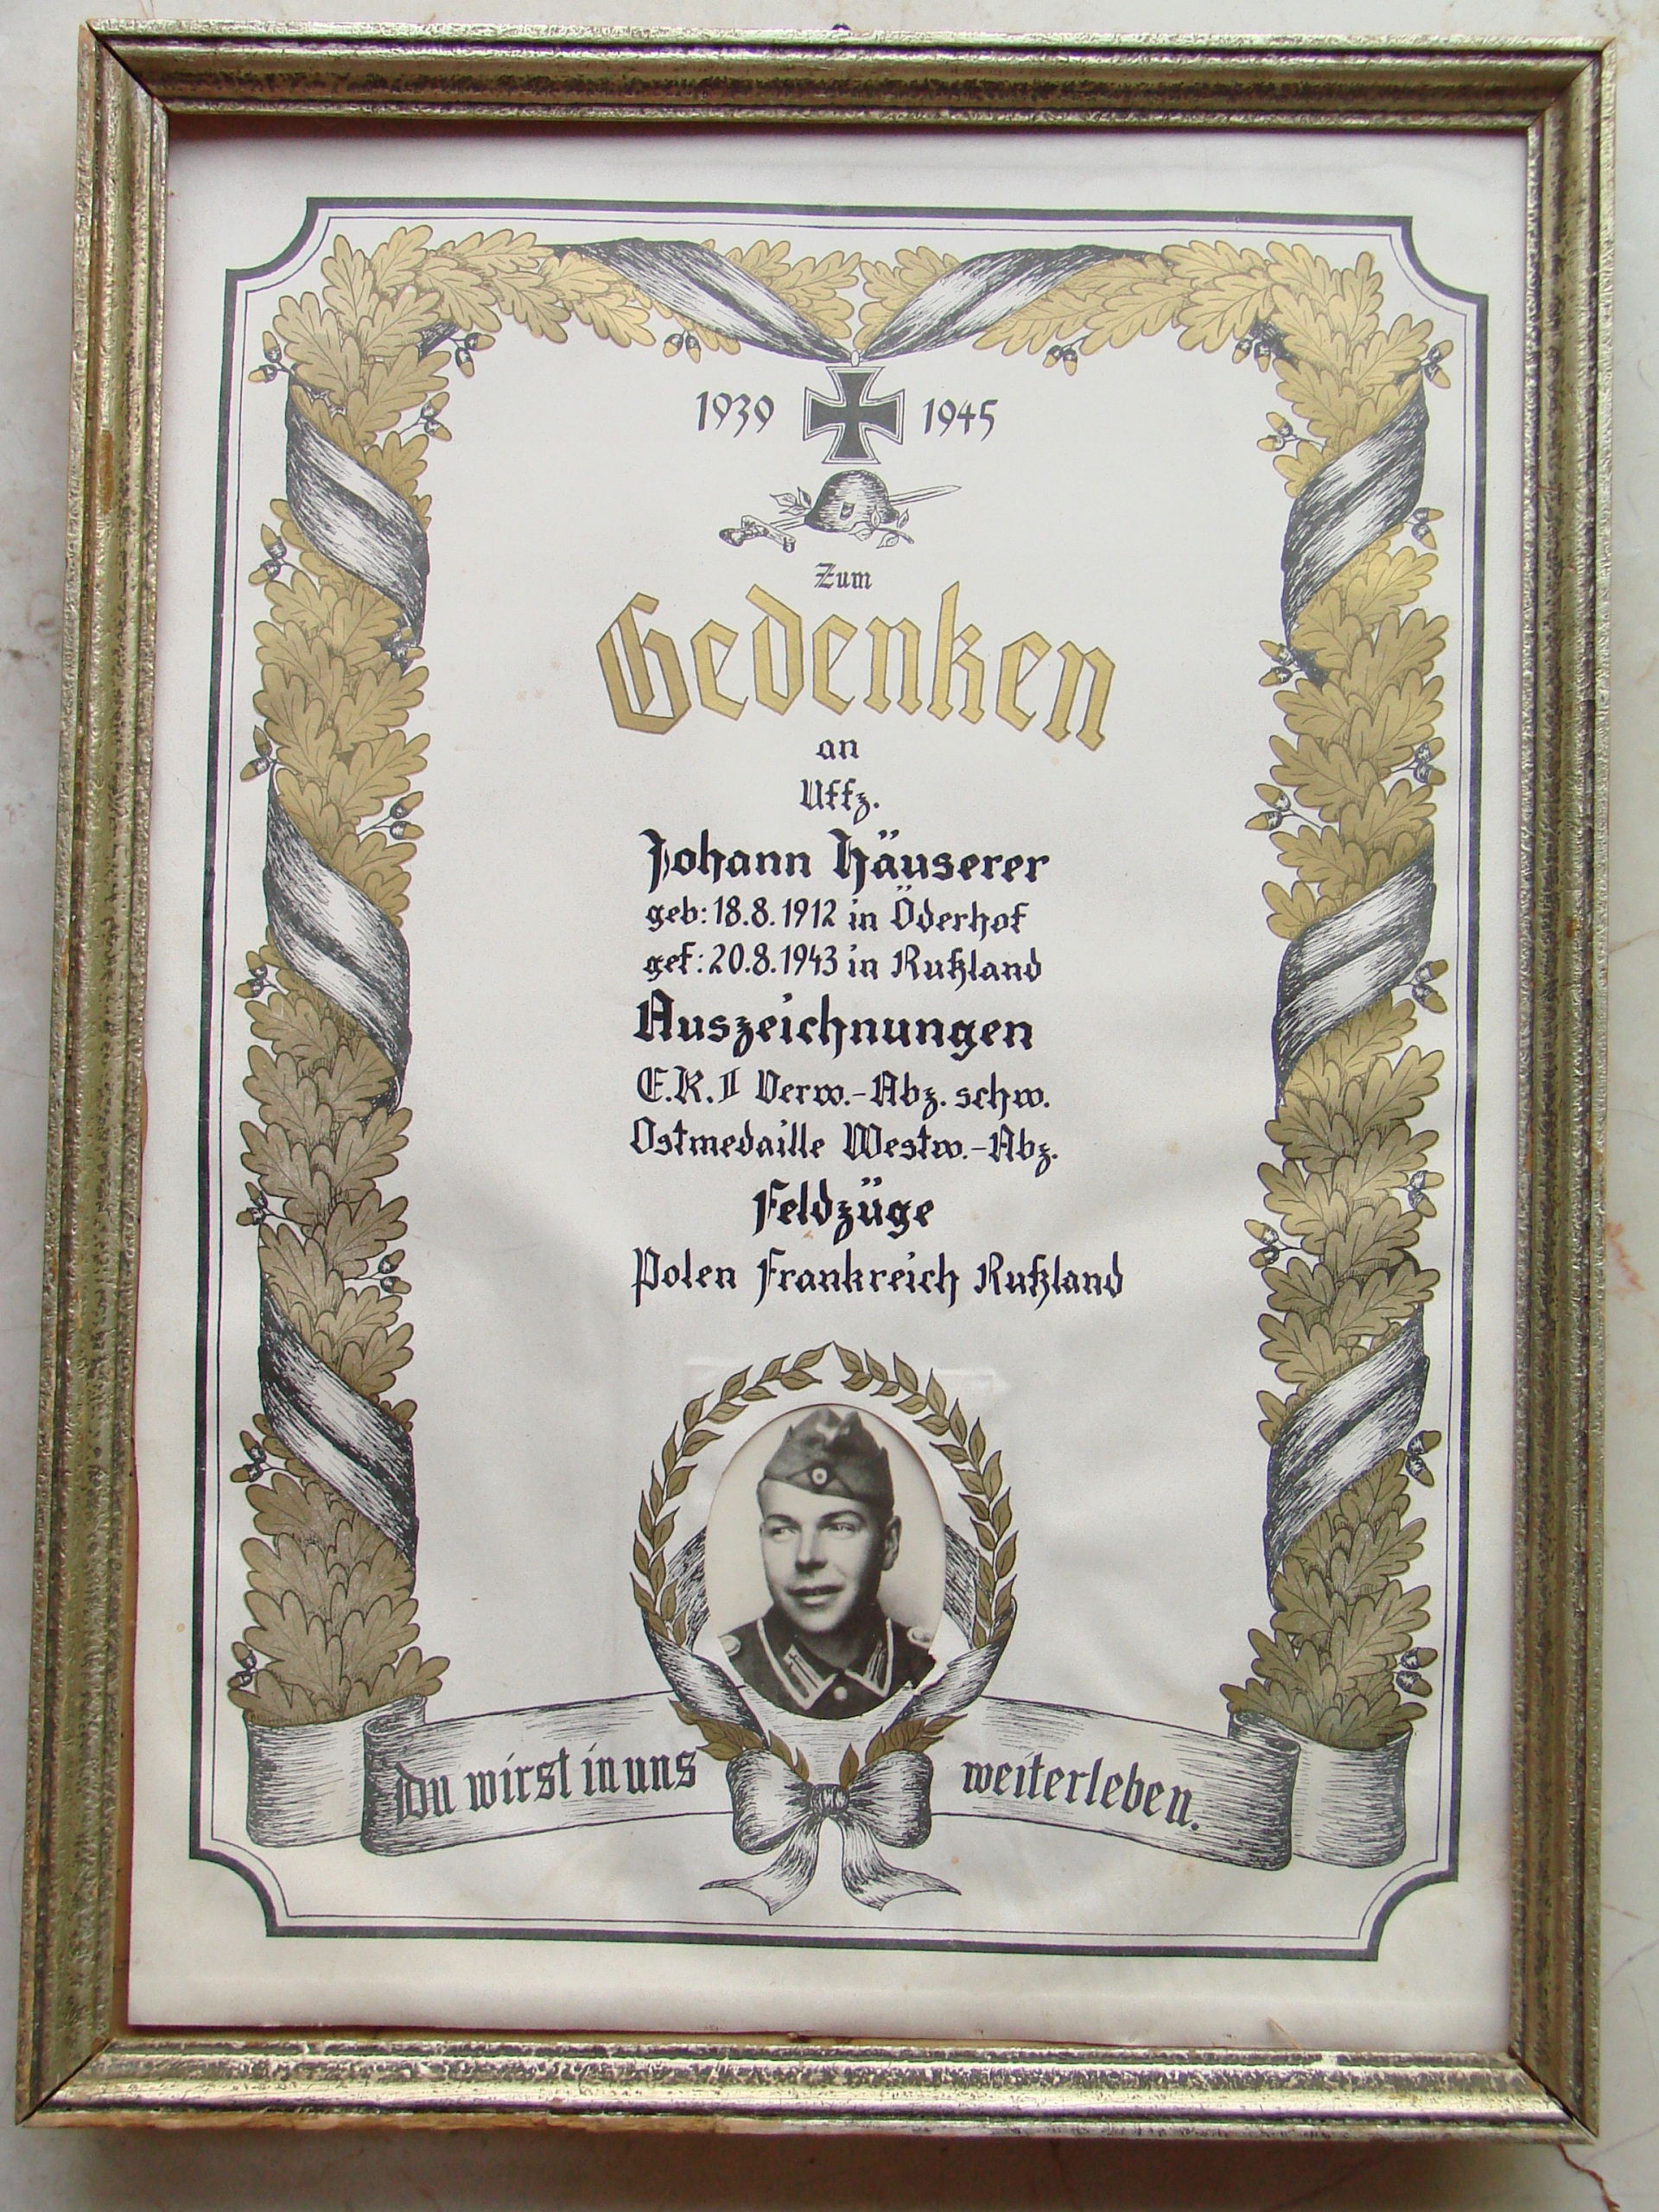 1939 1945
Zum
Gedenken
an
Uffz.
Johann Häuserer
geb: 18.8.1912 in Öderhof
gef: 20.8.1943 in Rußland
Auszeichnungen
E.K.II Verw.-Abz. schw.
Ostmedaille Westw.-Abz.
Feldzüge
Polen Frankreich Rußland
Du wirst in uns weiterleben.